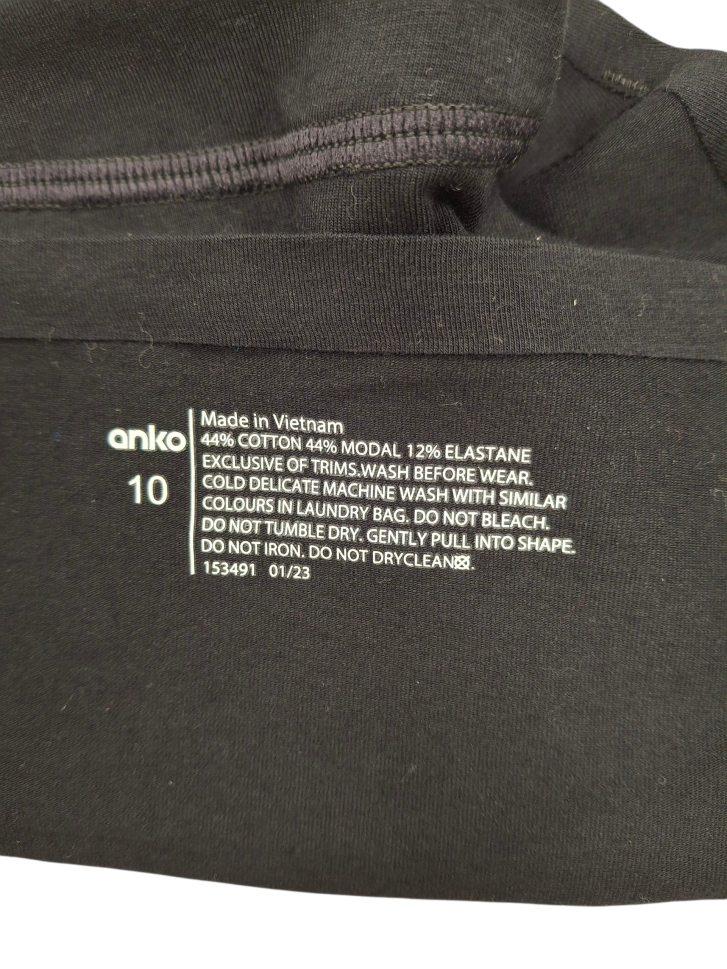 anko
10
Made in Vietnam
44% COTTON 44% MODAL 12% ELASTANE
EXCLUSIVE OF TRIMS.WASH BEFORE WEAR.
COLD DELICATE MACHINE WASH WITH SIMILAR
COLOURS IN LAUNDRY BAG. DO NOT BLEACH.
DO NOT TUMBLE DRY. GENTLY PULL INTO SHAPE.
DO NOT IRON. DO NOT DRYCLEAN.
153491 01/23